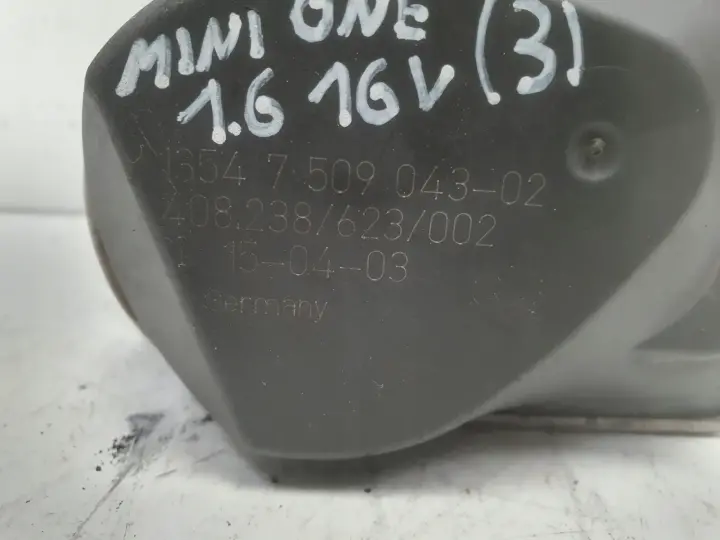 MINI ONE (3)
1.6 16V
1354 7 509 043-02
408.238/623/002
15-04-03
Germany